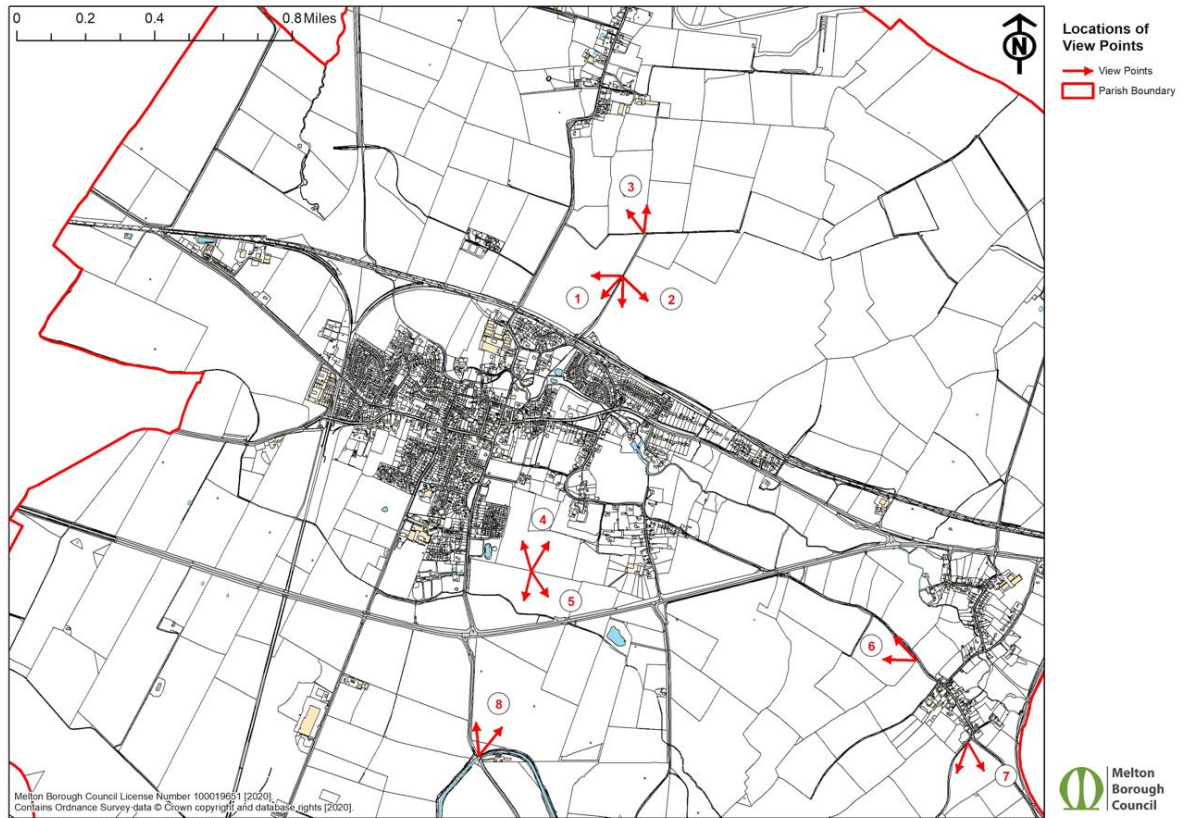 0 0.2 0.4 0.8 Miles
N
Locations of
View Points
View Points
Parish Boundary
3
1
2
4
5
6
8
7
Melton Borough Council License Number 100019651 [2020].
Contains Ordnance Survey data © Crown copyright and database rights [2020].
Melton
Borough
Council